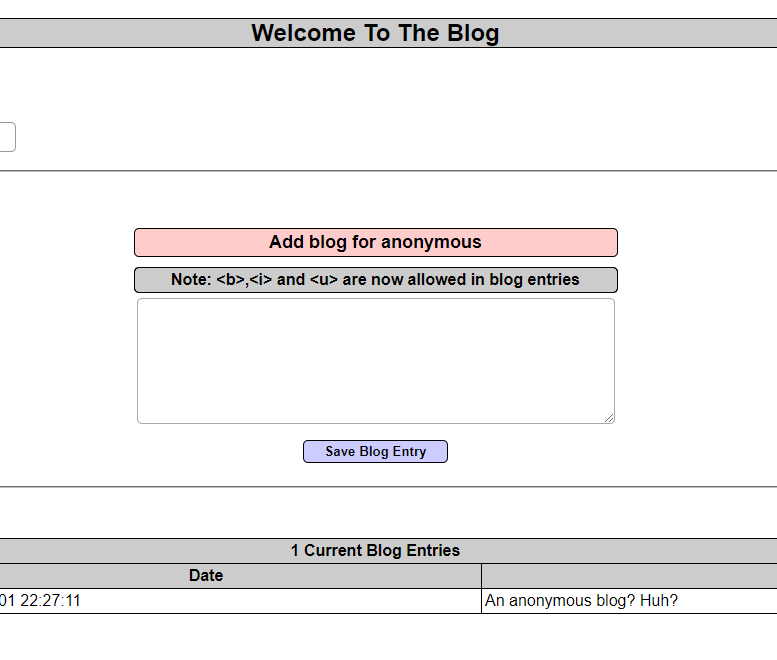 Welcome To The Blog
Add blog for anonymous
Note: <b>,<i> and <u> are now allowed in blog entries
Save Blog Entry
1 Current Blog Entries
Date
01 22:27:11
An anonymous blog? Huh?